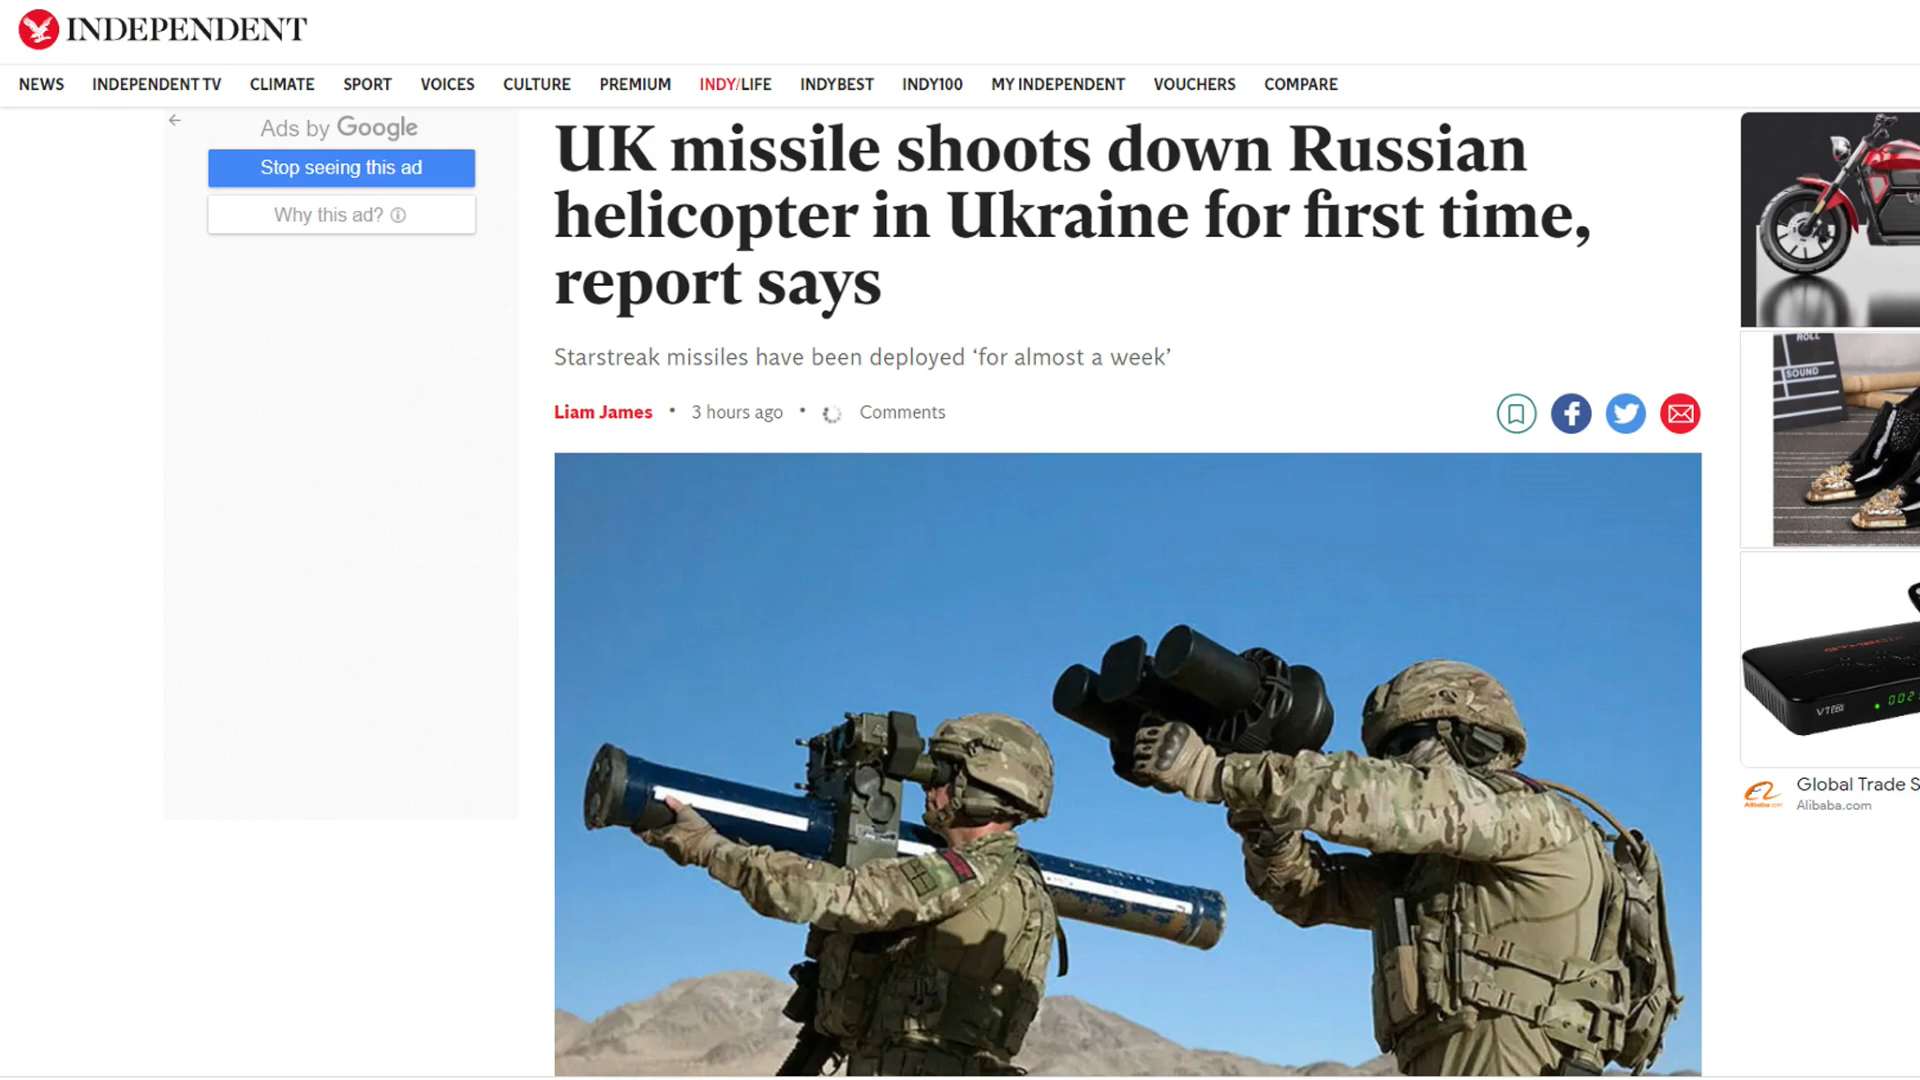 INDEPENDENT
NEWS INDEPENDENT TV CLIMATE SPORT VOICES CULTURE PREMIUM INDY/LIFE INDYBEST INDY100 MY INDEPENDENT VOUCHERS COMPARE
Ads by Google
Stop seeing this ad
Why this ad?
UK missile shoots down Russian
helicopter in Ukraine for first time,
report says
Starstreak missiles have been deployed ‘for almost a week’
Liam James • 3 hours ago • Comments
ROLL
SOUND
002
Global Trade S
Alibaba.com
Alibaba.com